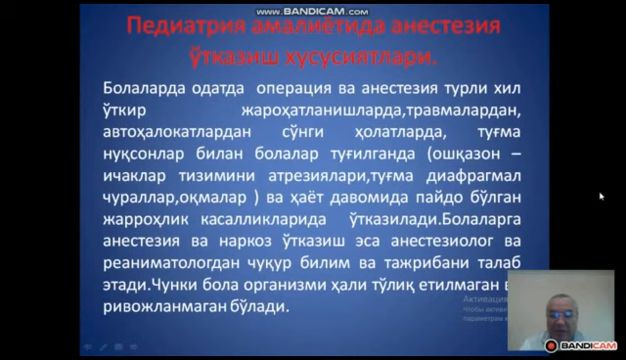 www.BANDICAM.com
Педиатрия амалиётида анестезия
ўтказиш хусусиятлари.
Болаларда одатда операция ва анестезия турли хил
ўткир жароҳатланишларда,травмалардан,
автоҳалокатлардан сўнги ҳолатларда, туғма
нуқсонлар билан болалар туғилганда (ошқазон –
ичаклар тизимини атрезиялари,туғма диафрагмал
чураллар,оқмалар ) ва ҳаёт давомида пайдо бўлган
жарроҳлик касалликларида ўтказилади.Болаларга
анестезия ва наркоз ўтказиш эса анестезиолог ва
реаниматологдан чуқур билим ва тажрибани талаб
этади.Чунки бола организми ҳали тўлиқ етилмаган
ривожланмаган бўлади.
Активация
Чтобы
параметрам
BANDICAM